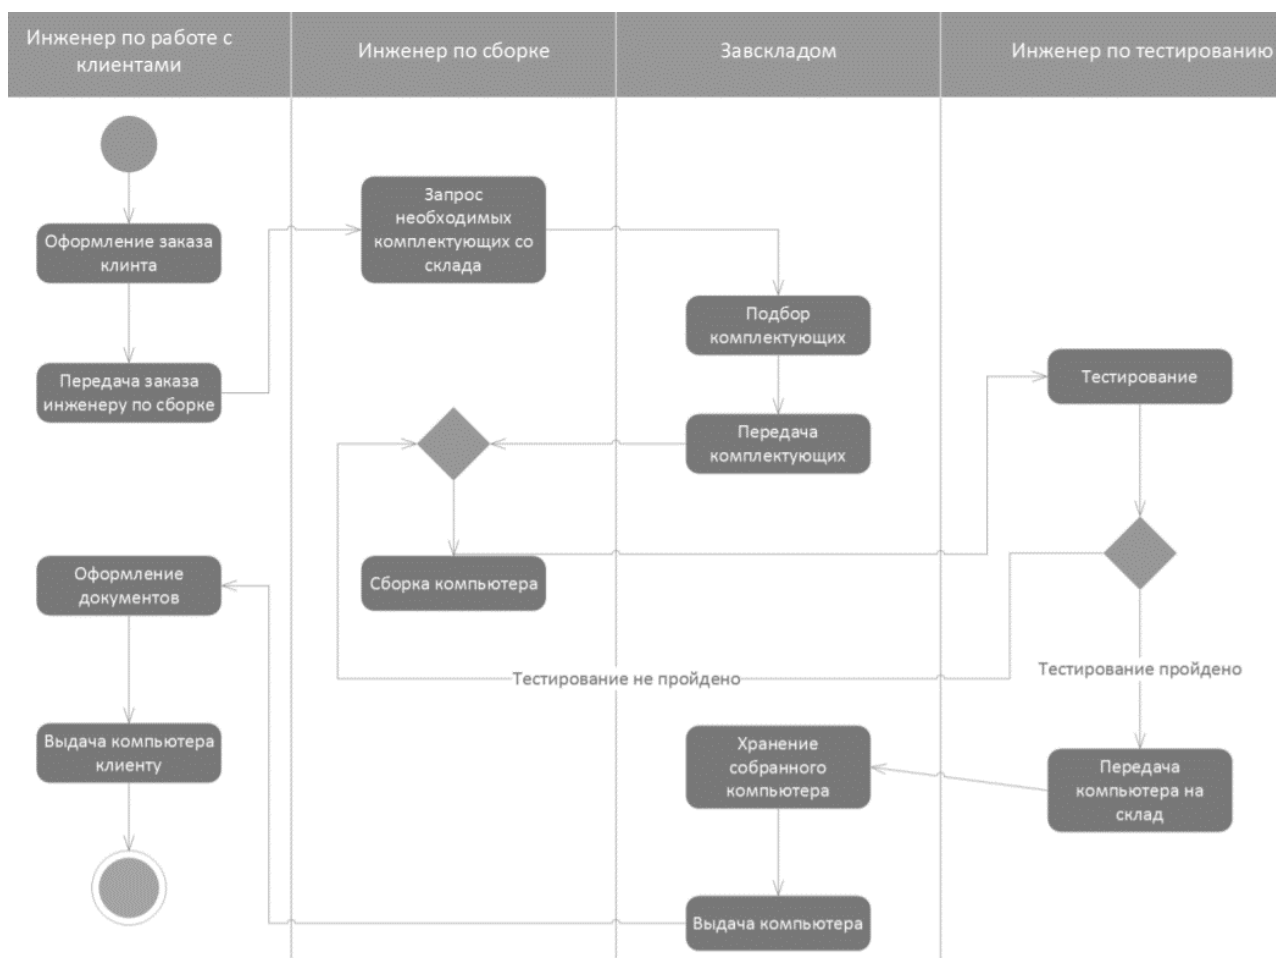 Инженер по работе с
клиентами
Инженер по сборке
Завскладом
Инженер по тестированию
Оформление заказа
клинта
Передача заказа
инженеру по сборке
Запрос
необходимых
комплектующих со
склада
Подбор
комплектующих
Передача
комплектующих
Тестирование
Сборка компьютера
Оформление
документов
Тестирование не пройдено
Тестирование пройдено
Выдача компьютера
клиенту
Хранение
собранного
компьютера
Передача
компьютера на
склад
Выдача компьютера